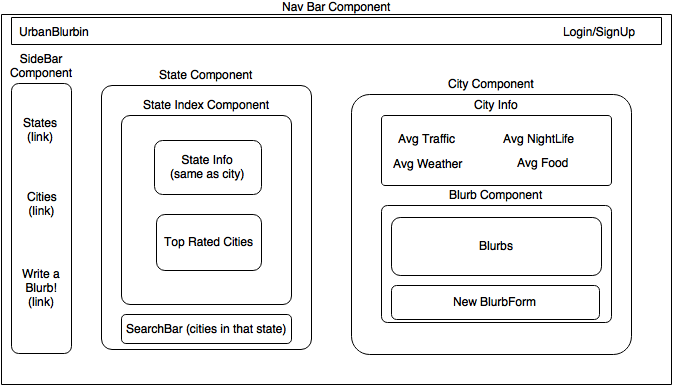 Nav Bar Component
UrbanBlurbin
Login/SignUp
SideBar
Component
States
(link)
Cities
(link)
Write a
Blurb!
(link)
State Component
State Index Component
State Info
(same as city)
Top Rated Cities
SearchBar (cities in that state)
City Component
City Info
Avg Traffic
Avg NightLife
Avg Weather
Avg Food
Blurb Component
Blurbs
New BlurbForm